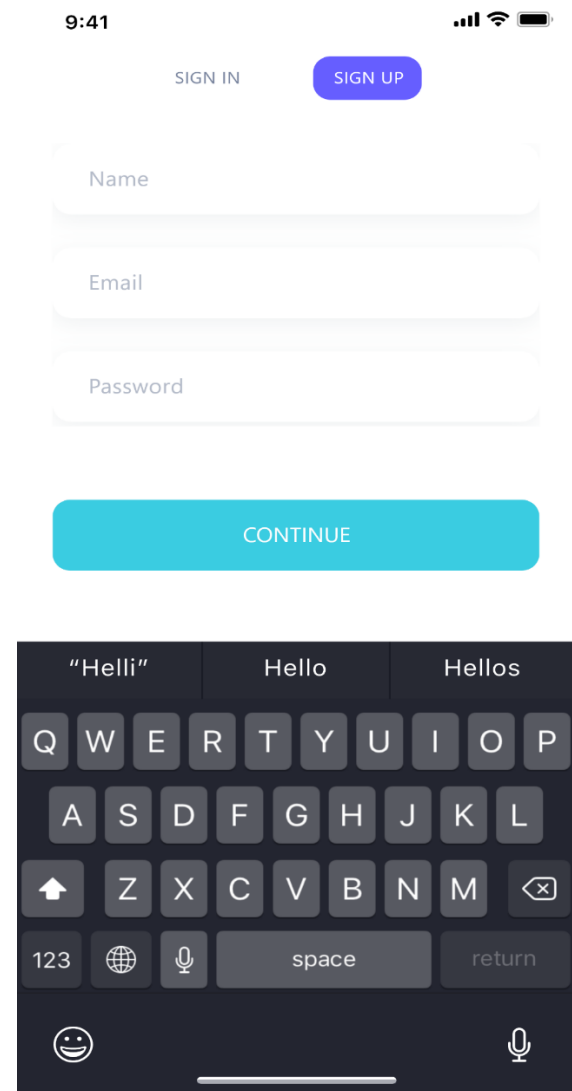 9:41
SIGN IN SIGN UP
Name
Email
Password
CONTINUE
“Helli” Hello Hellos
Q W E R T Y U I O P
A S D F G H J K L
Z X C V B N M
123 space return